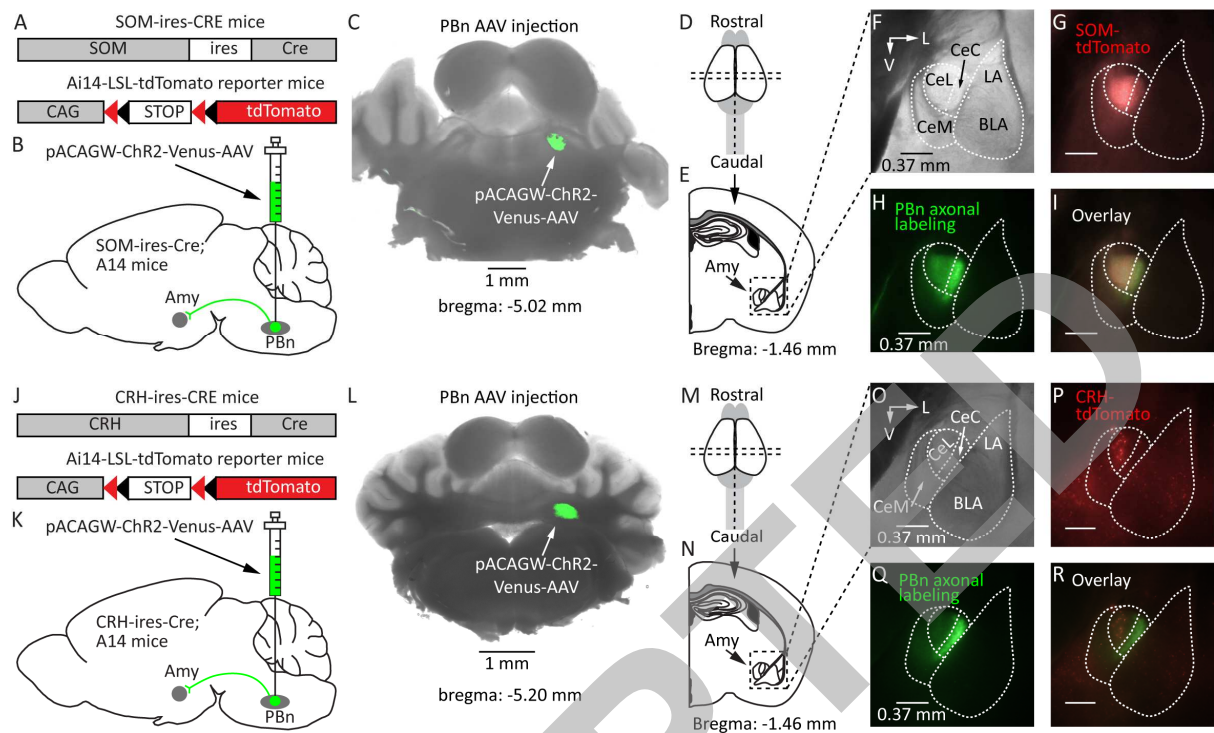 A
SOM-ires-CRE mice
SOM ires Cre
Ai14-LSL-tdTomato reporter mice
CAG STOP tdTomato
B
pACAGW-ChR2-Venus-AAV
SOM-ires-Cre;
A14 mice
Amy
PBn
C
PBn AAV injection
pACAGW-ChR2-
Venus-AAV
1 mm
bregma: -5.02 mm
D
Rostral
Caudal
E
Amy
Bregma: -1.46 mm
F
L
V
CeC
CeL
LA
CeM
BLA
0.37 mm
G
SOM-
tdTomato
H
PBn axonal
labeling
0.37 mm
I
Overlay
J
CRH-ires-CRE mice
CRH ires Cre
Ai14-LSL-tdTomato reporter mice
CAG STOP tdTomato
K
pACAGW-ChR2-Venus-AAV
CRH-ires-Cre;
A14 mice
Amy
PBn
L
PBn AAV injection
pACAGW-ChR2-
Venus-AAV
1 mm
bregma: -5.20 mm
M
Rostral
Caudal
N
Amy
Bregma: -1.46 mm
O
L
V
CeC
CeL
LA
CeM
BLA
0.37 mm
P
CRH-
tdTomato
Q
PBn axonal
labeling
0.37 mm
R
Overlay
PTED